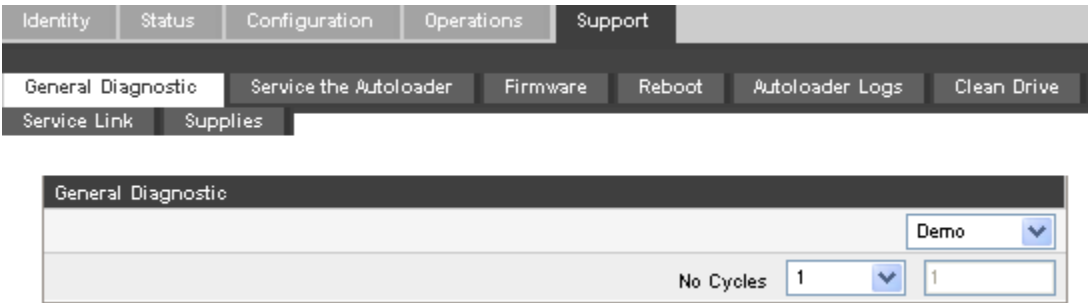 Identity Status Configuration Operations Support
General Diagnostic Service the Autoloader Firmware Reboot Autoloader Logs Clean Drive
Service Link Supplies
General Diagnostic
Demo
No Cycles 1 1